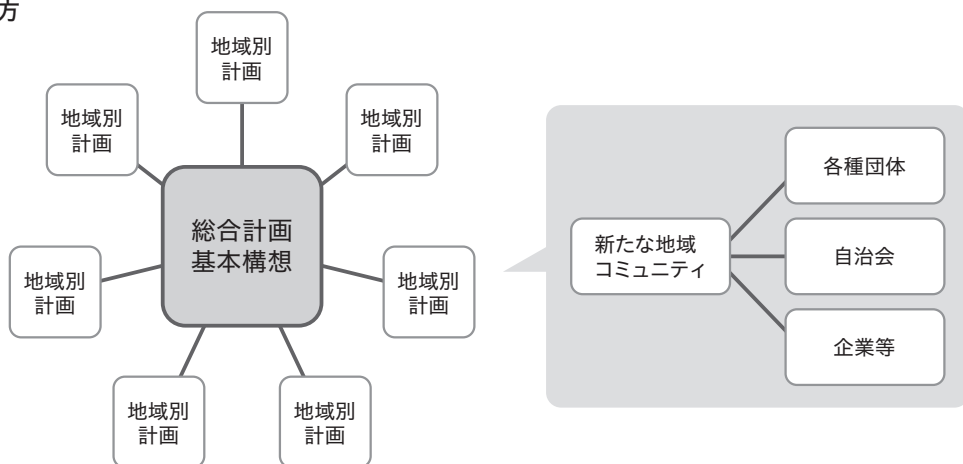 方
地域別
計画
地域別
計画
地域別
計画
総合計画
基本構想
地域別
計画
地域別
計画
地域別
計画
地域別
計画
新たな地域
コミュニティ
各種団体
自治会
企業等